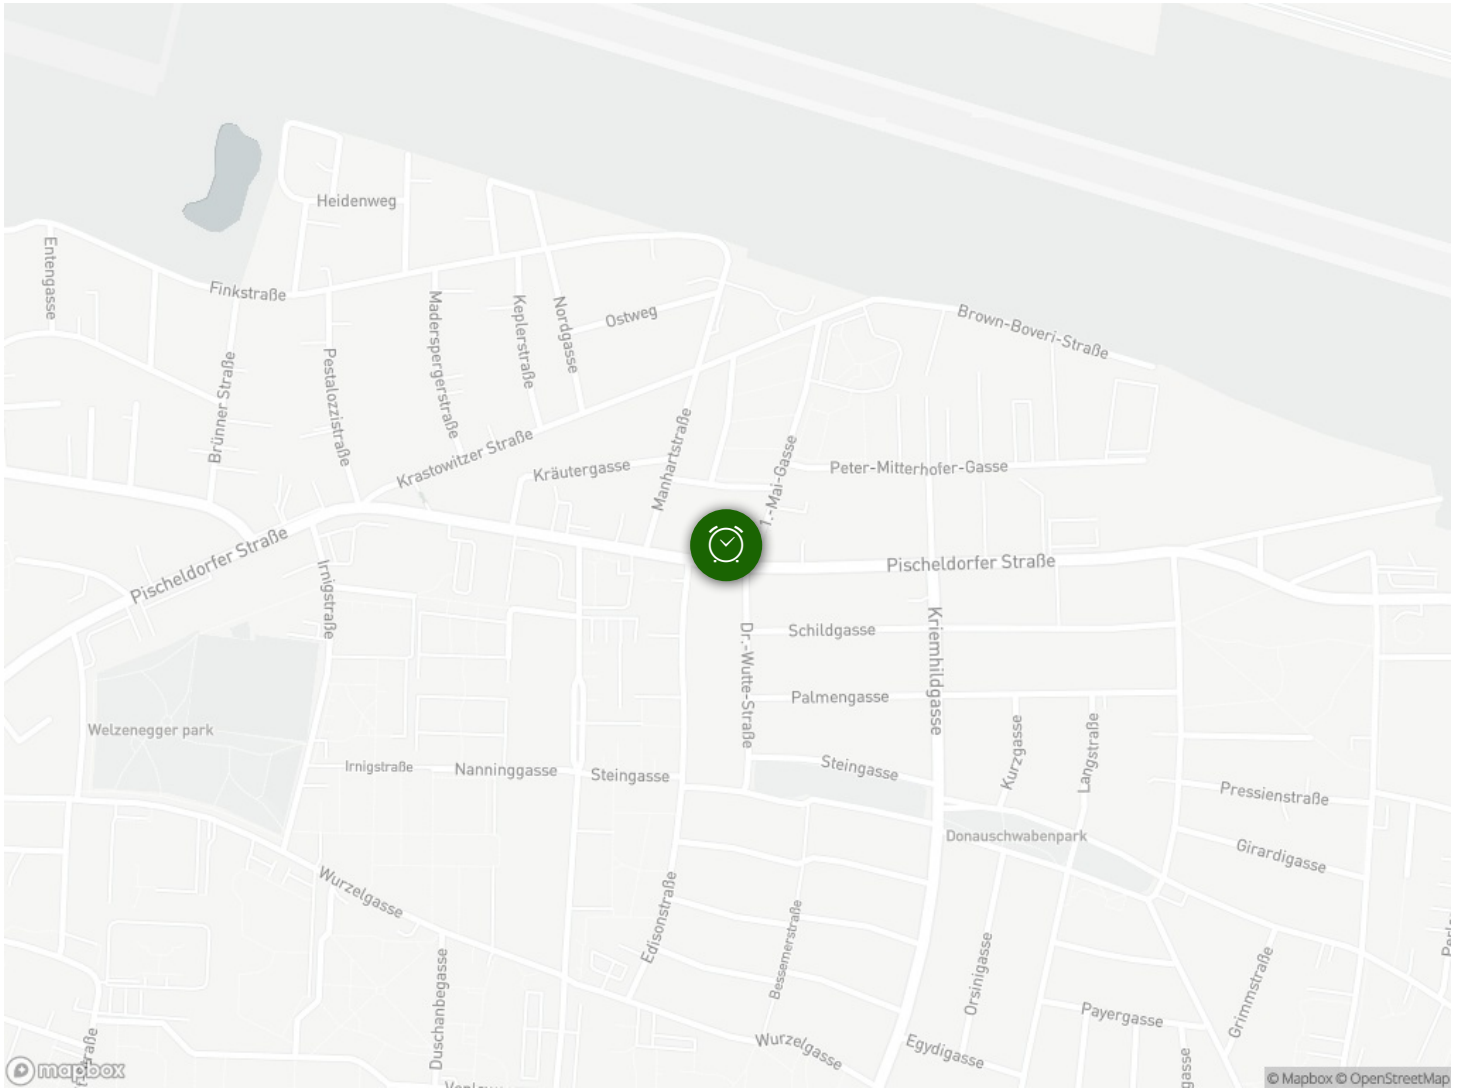 Heidenweg
Entengasse
Finkstraße
Maderspergerstraße
Keplerstraße
Nordgasse
Ostweg
Brown-Boveri-Straße
Brünner Straße
Pestalozzistraße
Krastowitzer Straße
Kräutergasse
Manhartstraße
1.-Mai-Gasse
Peter-Mitterhofer-Gasse
Pischeldorfer Straße
Pischeldorfer Straße
Irnigstraße
Dr.-Wutte-Straße
Schildgasse
Kriemhildgasse
Palmengasse
Welzenegger park
Irnigstraße
Nanninggasse
Steingasse
Steingasse
Kurzgasse
Langstraße
Pressienstraße
Donauschwabenpark
Girardigasse
Wurzelgasse
Edisonstraße
Bessemerstraße
Orsinigasse
Grimmstraße
Duschanbegasse
Payergasse
Wurzelgasse
Egydigasse
gasse
mapbox
© Mapbox © OpenStreetMap